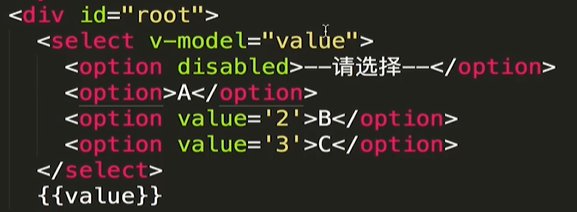 <div id="root">
<select v-model="value">
<option disabled>--请选择--</option>
<option>A</option>
<option value='2'>B</option>
<option value='3'>C</option>
</select>
{{value}}